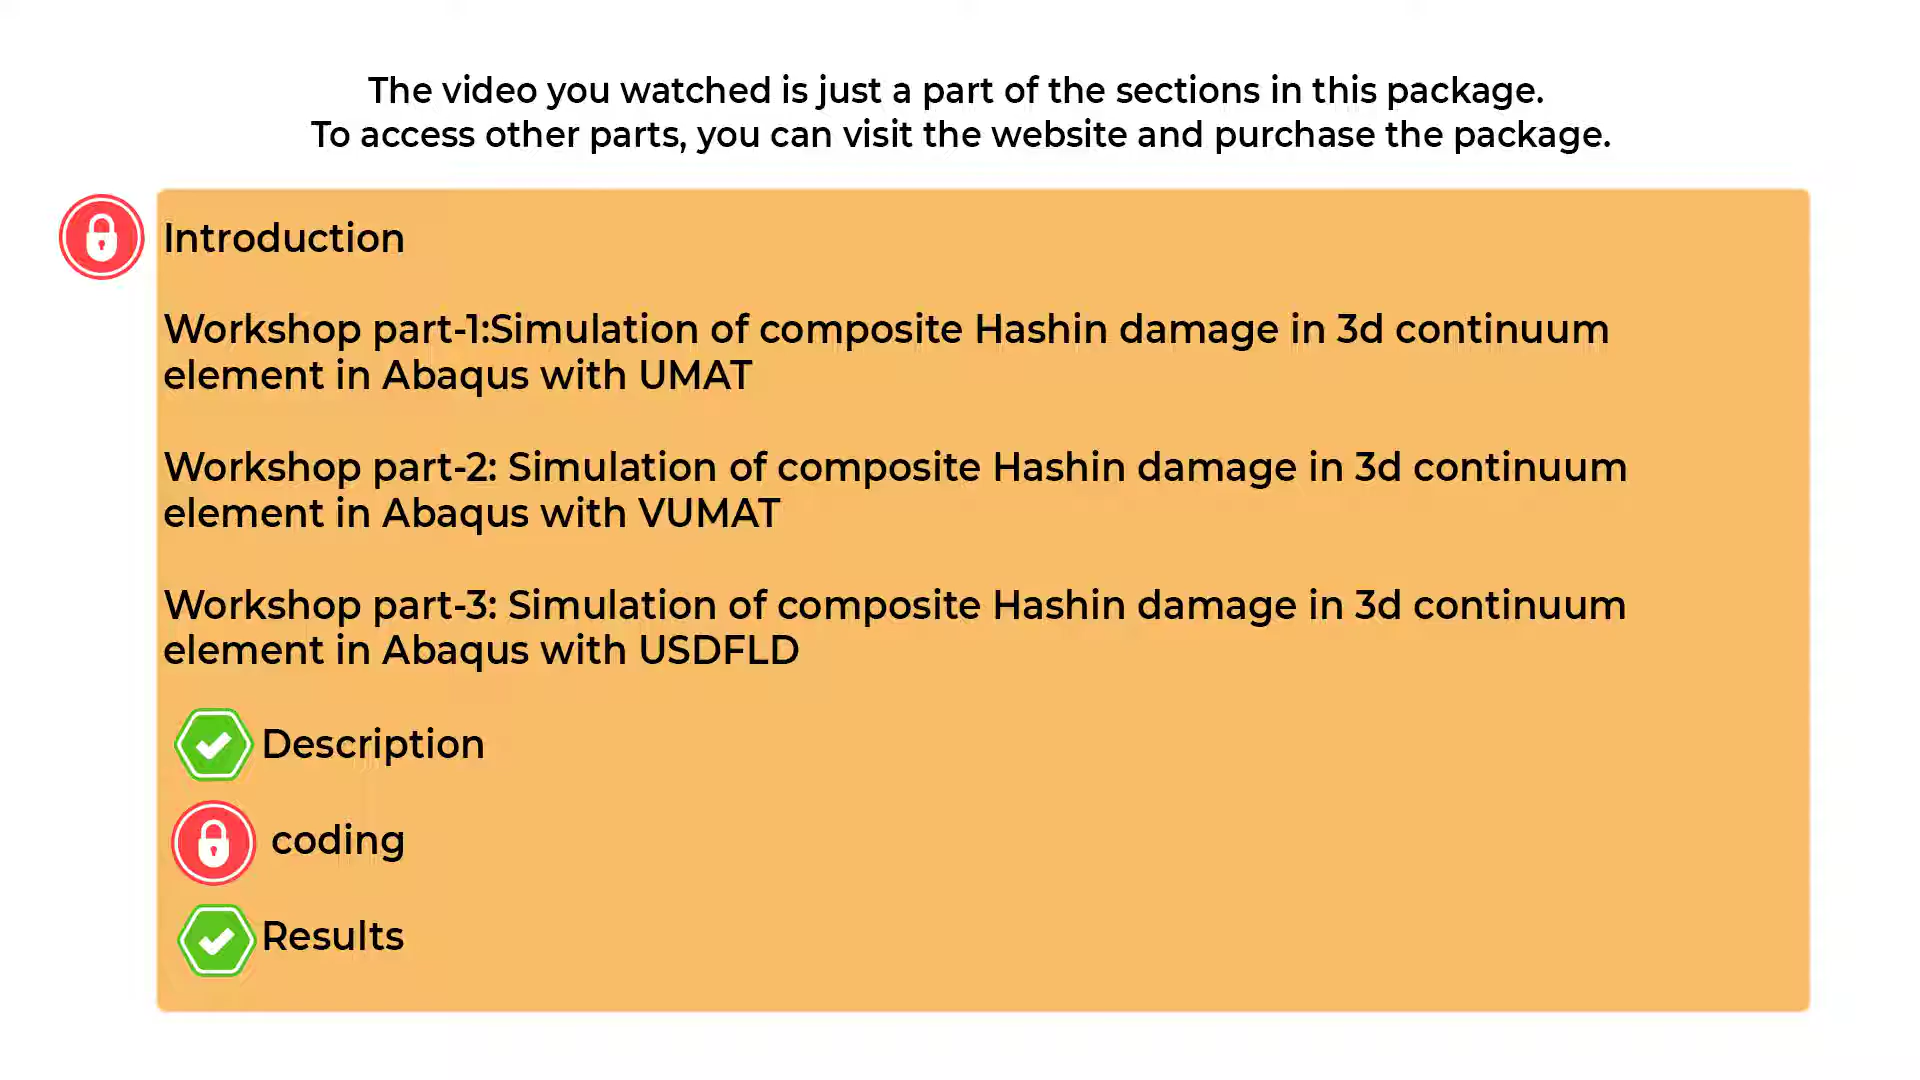 The video you watched is just a part of the sections in this package.
To access other parts, you can visit the website and purchase the package.
Introduction
Workshop part-1:Simulation of composite Hashin damage in 3d continuum
element in Abaqus with UMAT
Workshop part-2: Simulation of composite Hashin damage in 3d continuum
element in Abaqus with VUMAT
Workshop part-3: Simulation of composite Hashin damage in 3d continuum
element in Abaqus with USDFLD
Description
coding
Results